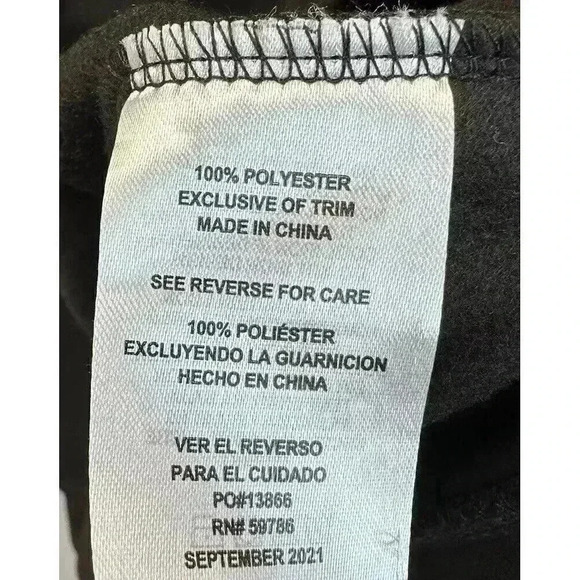 100% POLYESTER
EXCLUSIVE OF TRIM
MADE IN CHINA
SEE REVERSE FOR CARE
100% POLIÉSTER
EXCLUYENDO LA GUARNICION
HECHO EN CHINA
VER EL REVERSO
PARA EL CUIDADO
PO#13866
RN# 59786
SEPTEMBER 2021